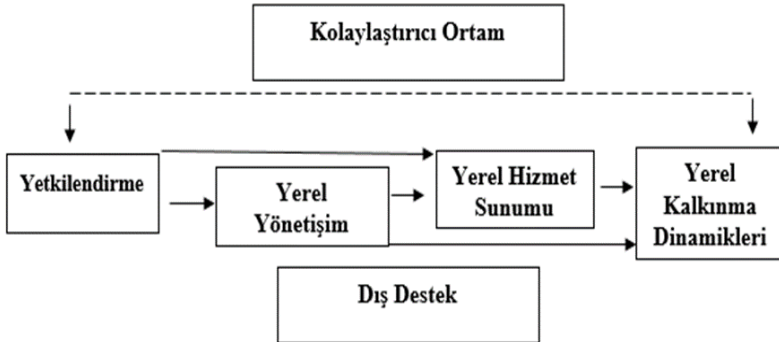 Kolaylaştırıcı Ortam
Yetkilendirme
Yerel
Yönetişim
Yerel Hizmet
Sunumu
Yerel
Kalkınma
Dinamikleri
Dış Destek